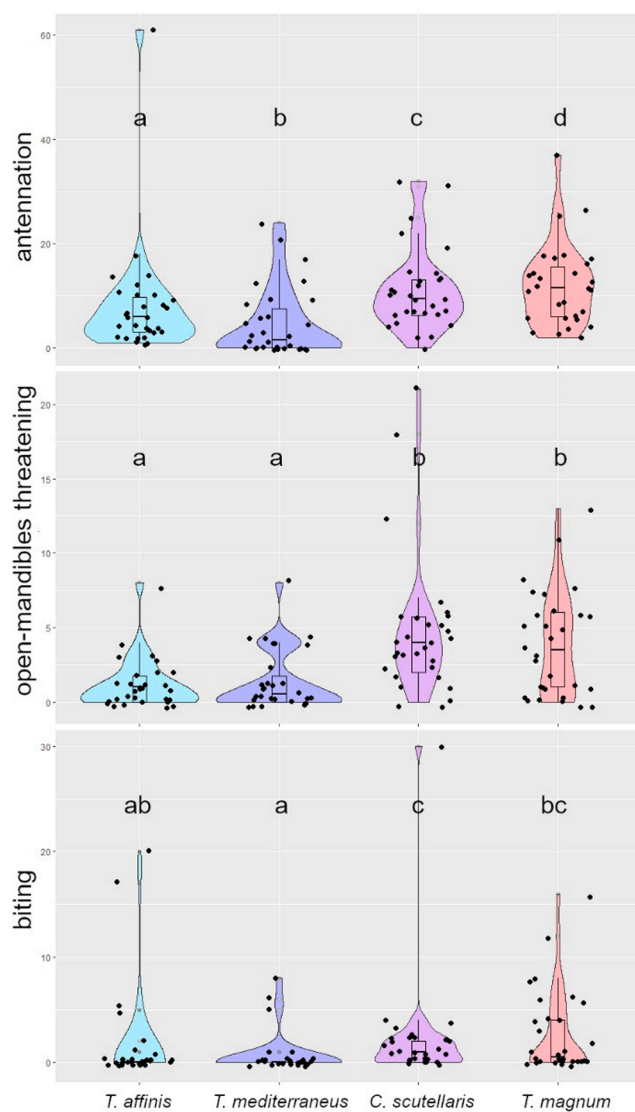 antennation
60
40
20
0
a b c d
open-mandibles threatening
20
15
10
5
0
a a b b
biting
30
20
10
0
ab a c bc
T. affinis T. mediterraneus C. scutellaris T. magnum